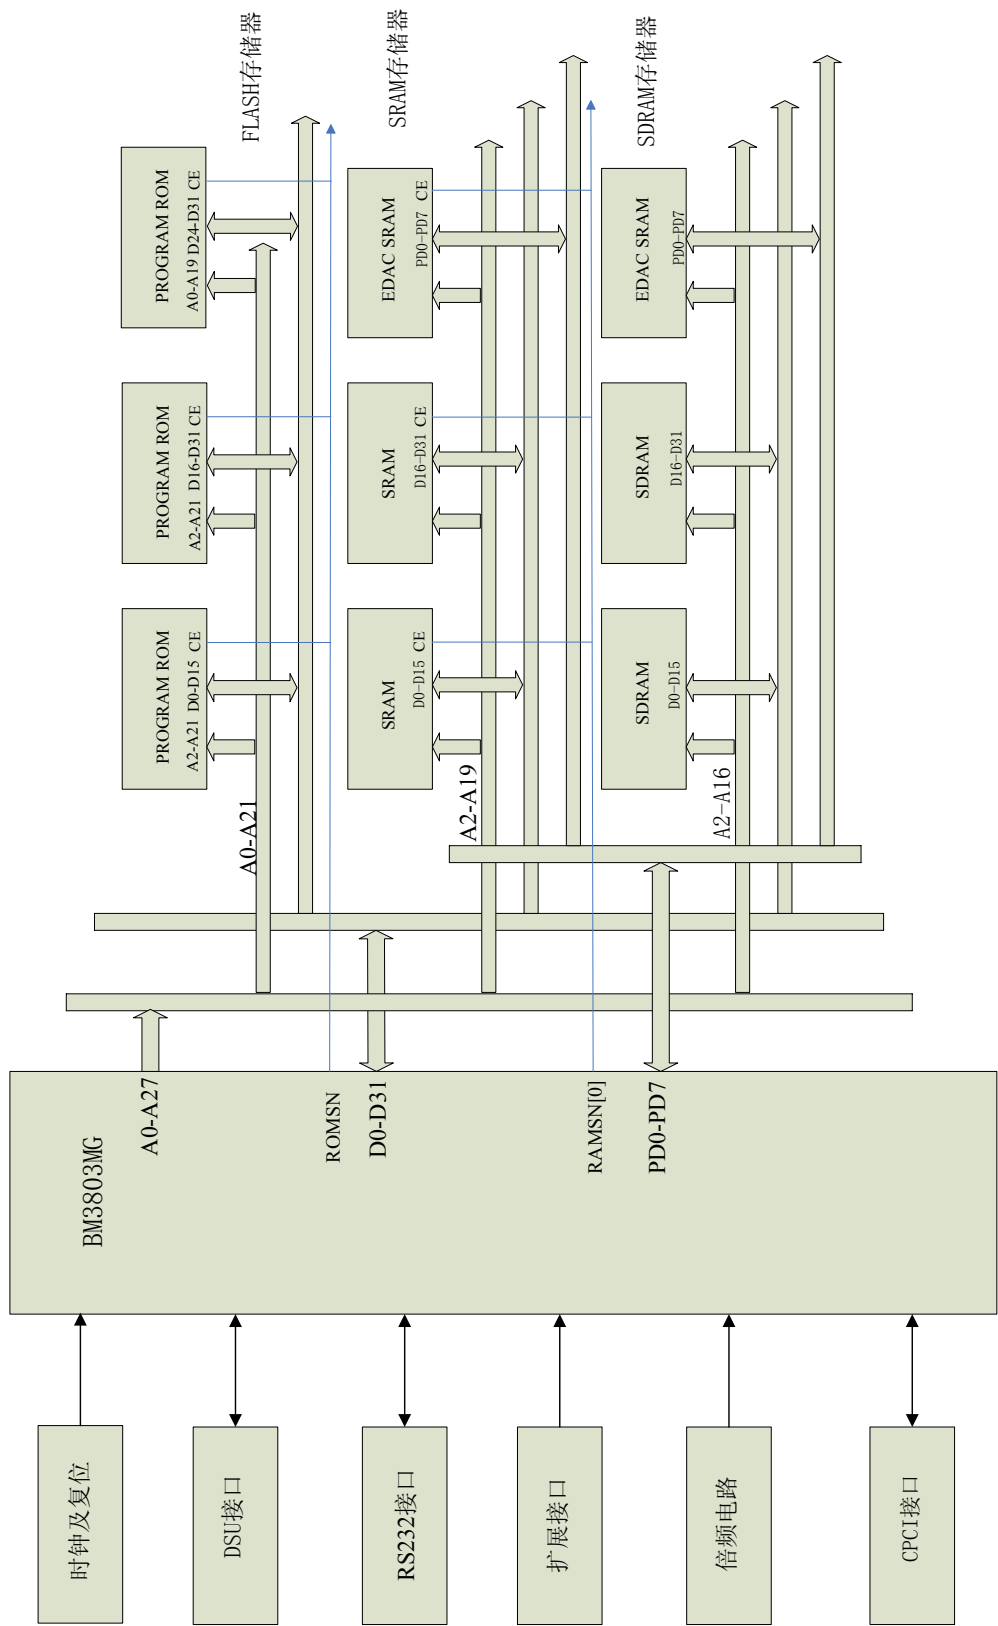 时钟及复位
DSU接口
RS232接口
扩展接口
倍频电路
CPCI接口
BM3803MG
A0-A27
ROMSN
D0-D31
RAMSN[0]
PD0-PD7
A0-A21
PROGRAM ROM
A2-A21 D0-D15 CE
PROGRAM ROM
A2-A21 D16-D31 CE
PROGRAM ROM
A0-A19 D24-D31 CE
FLASH存储器
A2-A19
SRAM
D0-D15 CE
SRAM
D16-D31 CE
EDAC SRAM
PD0-PD7 CE
SRAM存储器
A2-A16
SDRAM
D0-D15
SDRAM
D16-D31
EDAC SRAM
PD0-PD7
SDRAM存储器